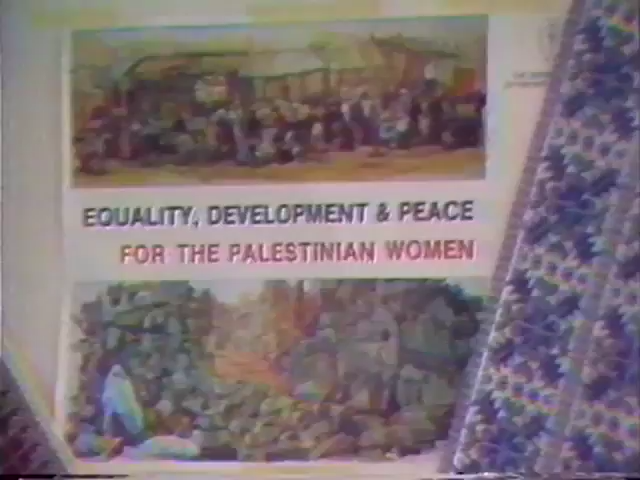 EQUALITY, DEVELOPMENT & PEACE
FOR THE PALESTINIAN WOMEN